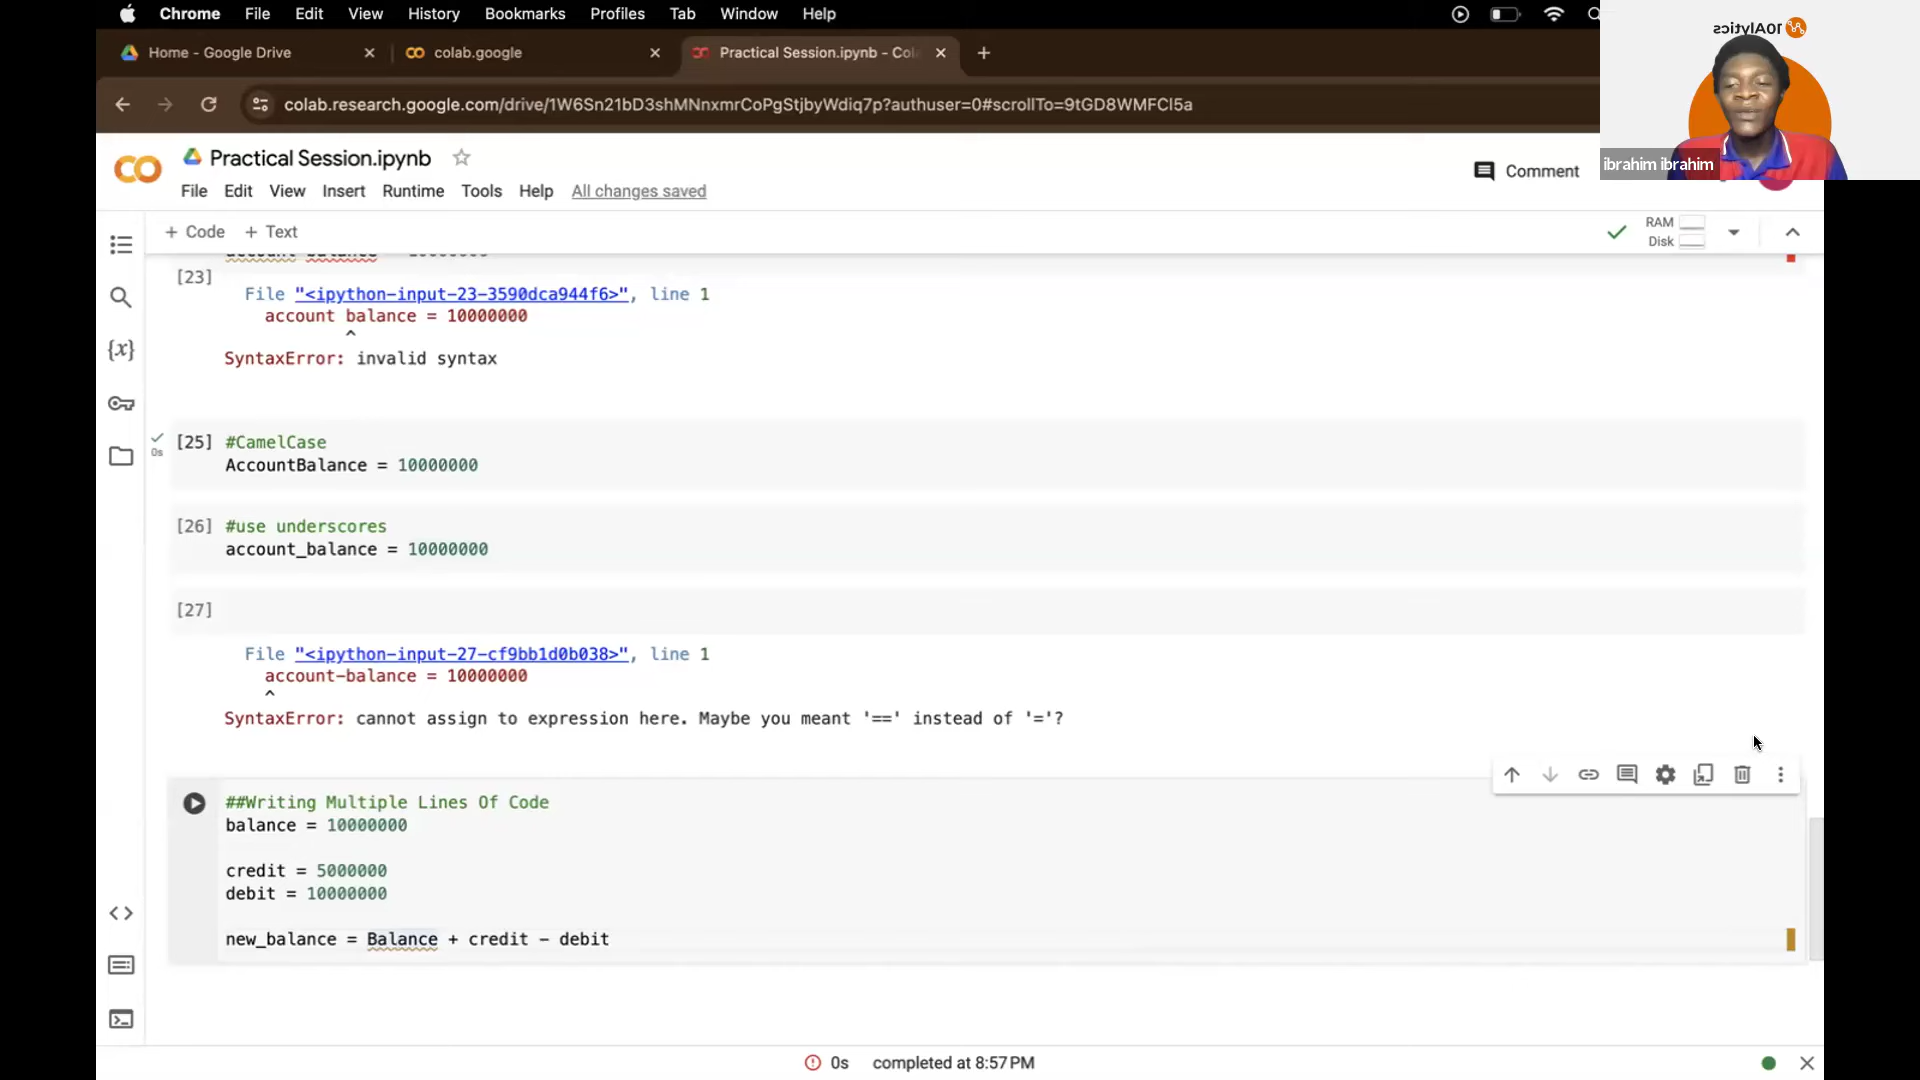 Chrome File Edit View History Bookmarks Profiles Tab Window Help
Home - Google Drive
colab.google
Practical Session.ipynb - Col
colab.research.google.com/drive/1W6Sn21bD3shMNnxmrCoPgStjbyWdiq7p?authuser=0#scrollTo=9tGD8WMFCl5a
10Alytics
ibrahim ibrahim
CO
Practical Session.ipynb
File Edit View Insert Runtime Tools Help All changes saved
Comment
+ Code + Text
RAM
Disk
[23]
File "<ipython-input-23-3590dca944f6>", line 1
account balance = 10000000
^
SyntaxError: invalid syntax
[25] #CamelCase
0s
AccountBalance = 10000000
[26] #use underscores
account_balance = 10000000
[27]
File "<ipython-input-27-cf9bb1d0b038>", line 1
account-balance = 10000000
^
SyntaxError: cannot assign to expression here. Maybe you meant '==' instead of '='?
##Writing Multiple Lines Of Code
balance = 10000000
credit = 5000000
debit = 10000000
new_balance = Balance + credit - debit
0s completed at 8:57 PM